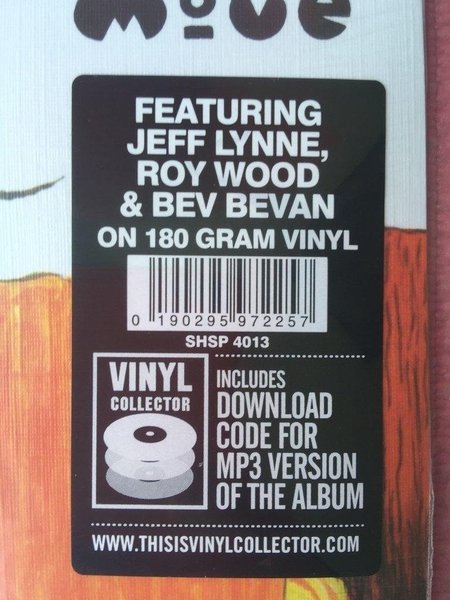 move
FEATURING
JEFF LYNNE,
ROY WOOD
& BEV BEVAN
ON 180 GRAM VINYL
0 190295 972257
SHSP 4013
VINYL
COLLECTOR
INCLUDES
DOWNLOAD
CODE FOR
MP3 VERSION
OF THE ALBUM
WWW.THISISVINYLCOLLECTOR.COM